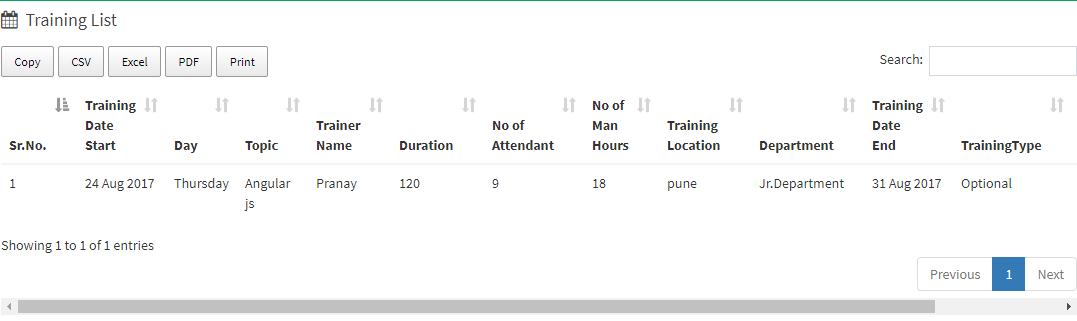 Training List
Copy CSV Excel PDF Print Search:
Sr.No. Training Date Start Day Topic Trainer Name Duration No of Attendant No of Man Hours Training Location Department Training Date End TrainingType
1 24 Aug 2017 Thursday Angular js Pranay 120 9 18 pune Jr.Department 31 Aug 2017 Optional
Showing 1 to 1 of 1 entries
Previous 1 Next